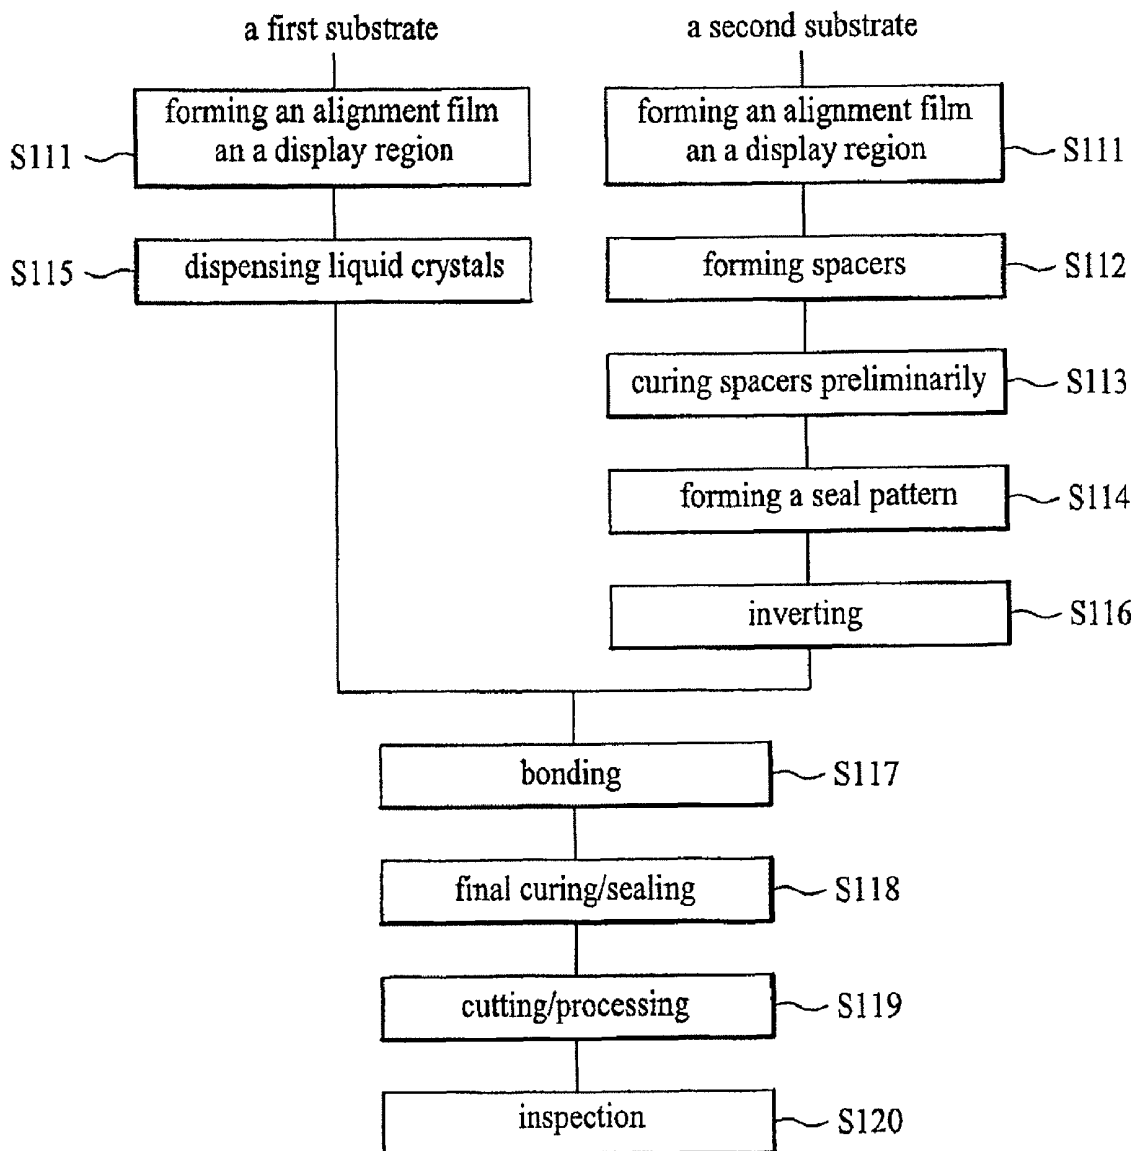 a first substrate
a second substrate
forming an alignment film
an a display region
S111
forming an alignment film
an a display region
S111
dispensing liquid crystals
S115
forming spacers
S112
curing spacers preliminarily
S113
forming a seal pattern
S114
inverting
S116
bonding
S117
final curing/sealing
S118
cutting/processing
S119
inspection
S120